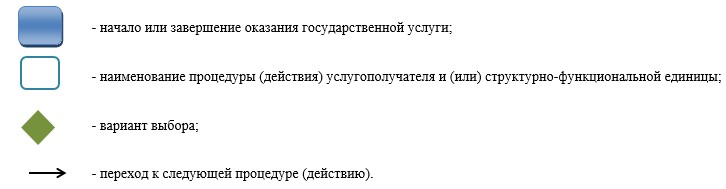 - начало или завершение оказания государственной услуги;
- наименование процедуры (действия) услугополучателя и (или) структурно-функциональной единицы;
- вариант выбора;
- переход к следующей процедуре (действию).